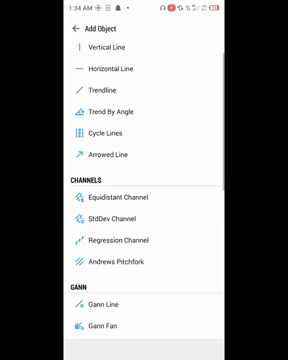 1:34 AM
Add Object
Vertical Line
Horizontal Line
Trendline
Trend By Angle
Cycle Lines
Arrowed Line
CHANNELS
Equidistant Channel
StdDev Channel
Regression Channel
Andrews Pitchfork
GANN
Gann Line
Gann Fan